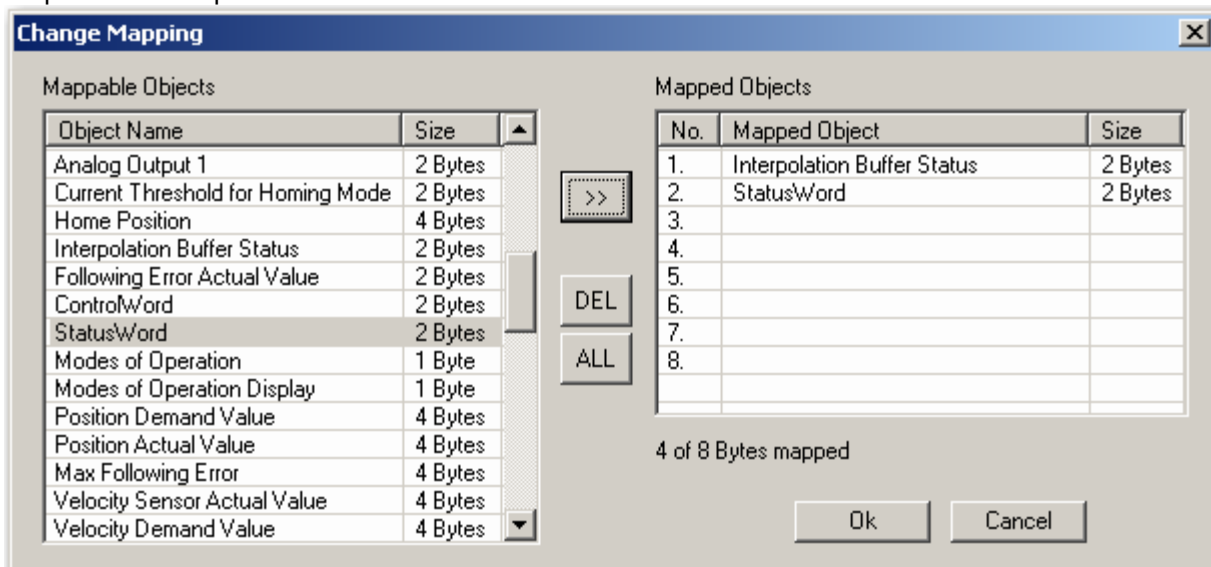 Change Mapping
Mappable Objects
Object Name Size
Analog Output 1 2 Bytes
Current Threshold for Homing Mode 2 Bytes
Home Position 4 Bytes
Interpolation Buffer Status 2 Bytes
Following Error Actual Value 2 Bytes
ControlWord 2 Bytes
StatusWord 2 Bytes
Modes of Operation 1 Byte
Modes of Operation Display 1 Byte
Position Demand Value 4 Bytes
Position Actual Value 4 Bytes
Max Following Error 4 Bytes
Velocity Sensor Actual Value 4 Bytes
Velocity Demand Value 4 Bytes
>>
DEL
ALL
Mapped Objects
No. Mapped Object Size
1. Interpolation Buffer Status 2 Bytes
2. StatusWord 2 Bytes
3.
4.
5.
6.
7.
8.
4 of 8 Bytes mapped
Ok Cancel